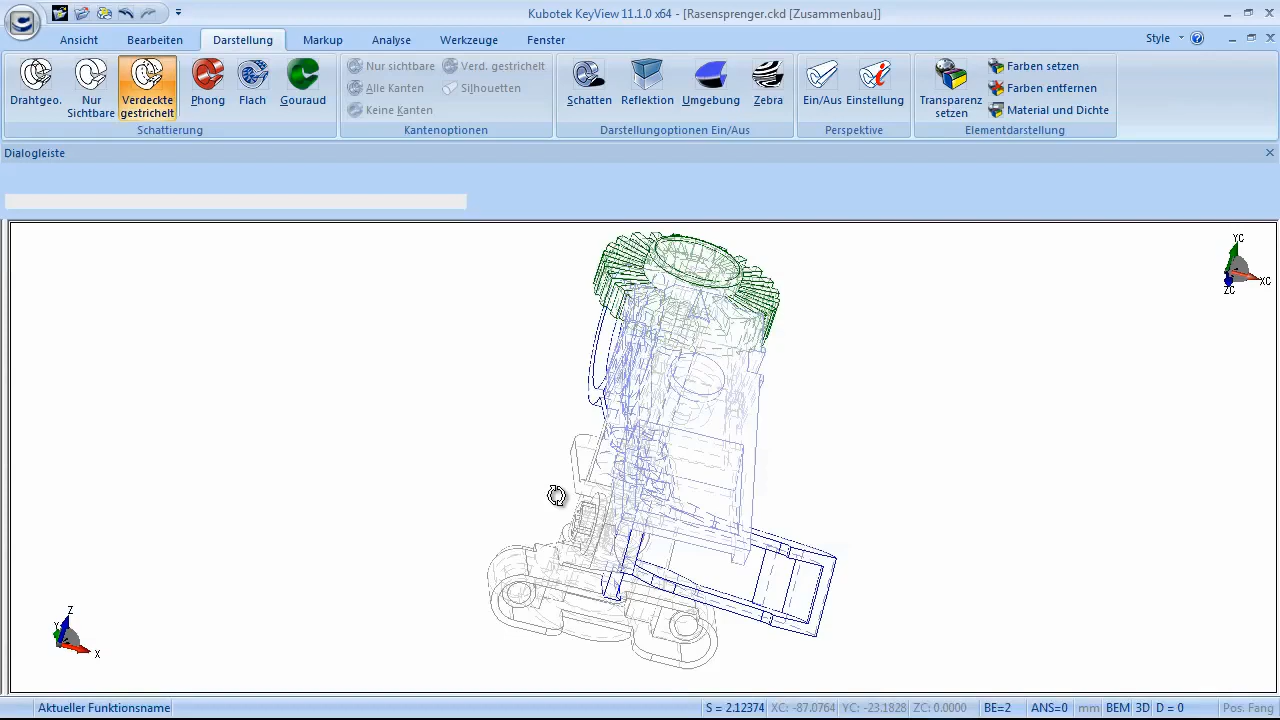 Kubotek KeyView 11.1.0 x64 - [Rasensprenger.ckd [Zusammenbau]]
Ansicht Bearbeiten Darstellung Markup Analyse Werkzeuge Fenster Style
Drahtgeo.
Nur Sichtbare
Verdeckte gestrichelt
Phong
Flach
Gouraud
Schattierung
Nur sichtbare Verd. gestrichelt
Alle Kanten Silhouetten
Keine Kanten
Kantenoptionen
Schatten Reflektion Umgebung Zebra
Darstellungoptionen Ein/Aus
Ein/Aus Einstellung
Perspektive
Transparenz setzen
Farben setzen
Farben entfernen
Material und Dichte
Elementdarstellung
Dialogleiste
YC
XC
ZC
Z
Y
X
Aktueller Funktionsname S = 2.12374 XC: -87.0764 YC: -23.1828 ZC: 0.0000 BE=2 ANS=0 mm BEM 3D D = 0 Pos. Fang